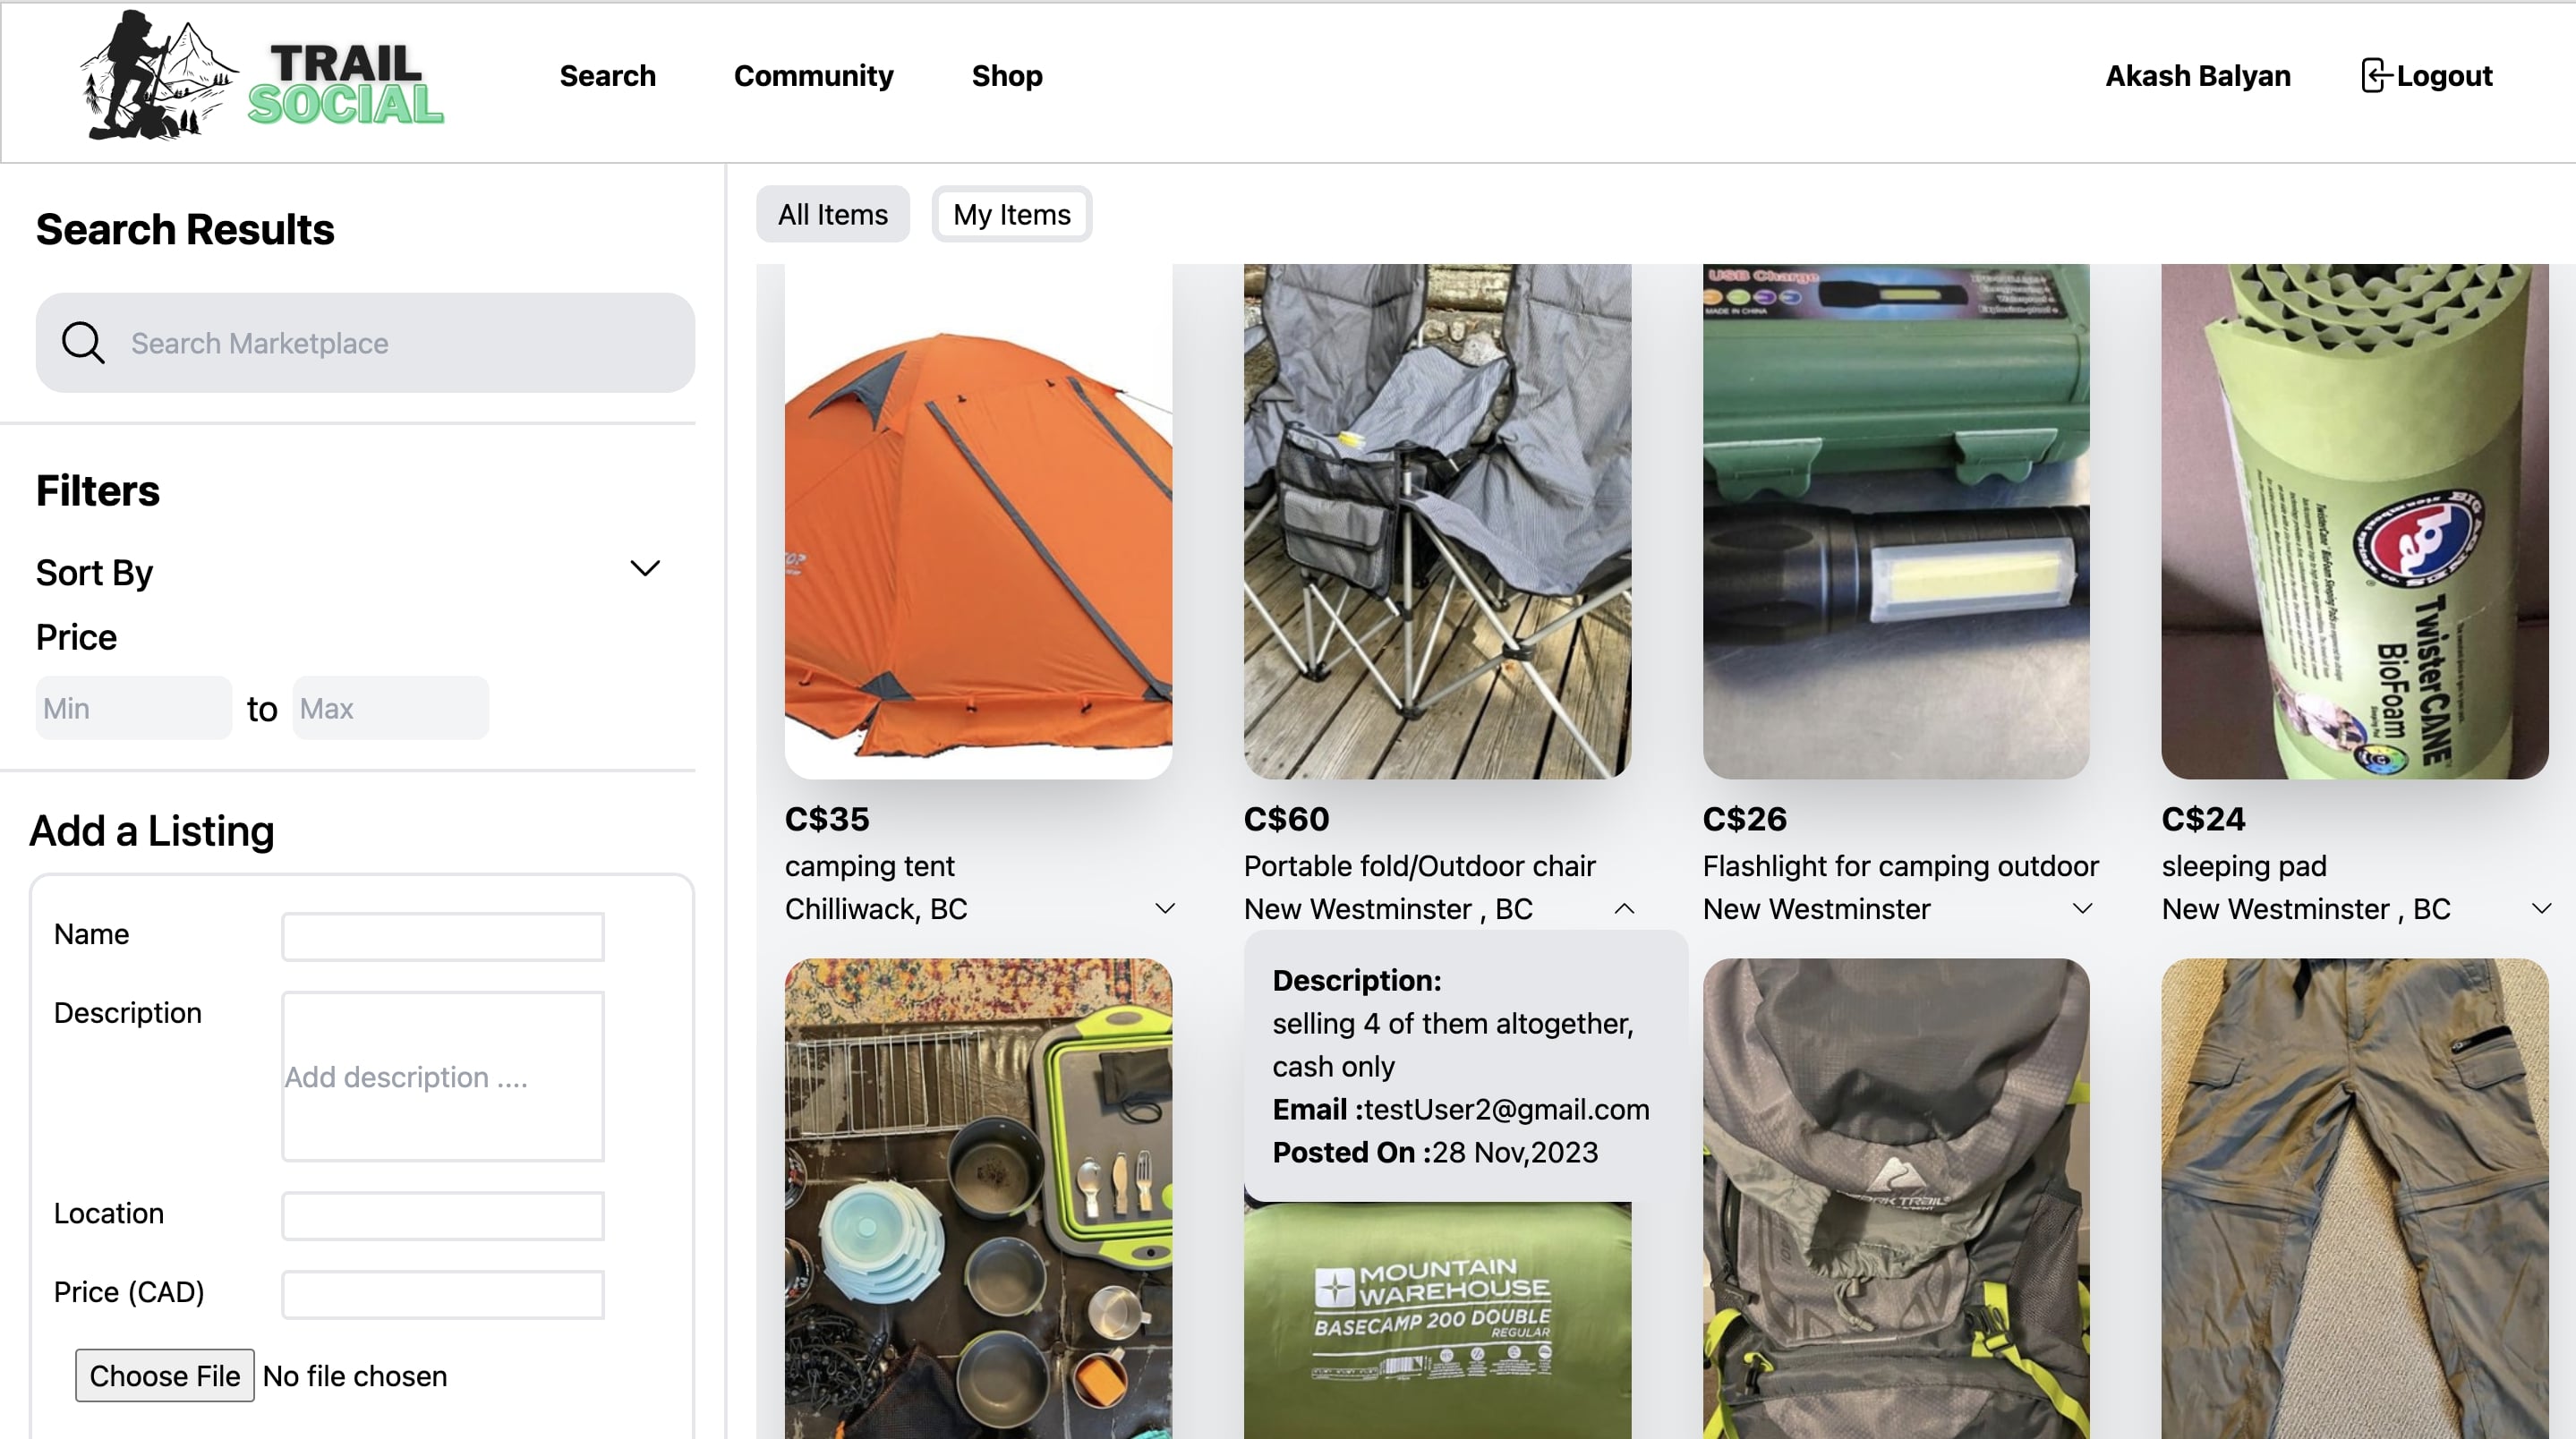 TRAIL
SOCIAL
Search
Community
Shop
Akash Balyan
Logout
Search Results
Search Marketplace
Filters
Sort By
Price
Min
to
Max
Add a Listing
Name
Description
Add description ....
Location
Price (CAD)
Choose File
No file chosen
All Items
My Items
USB Charge
MADE IN CHINA
TwisterCANE
BioFoam
C$35
camping tent
Chilliwack, BC
C$60
Portable fold/Outdoor chair
New Westminster , BC
C$26
Flashlight for camping outdoor
New Westminster
C$24
sleeping pad
New Westminster , BC
Description:
selling 4 of them altogether,
cash only
Email :testUser2@gmail.com
Posted On :28 Nov,2023
MOUNTAIN
WAREHOUSE
BASECAMP 200 DOUBLE
REGULAR